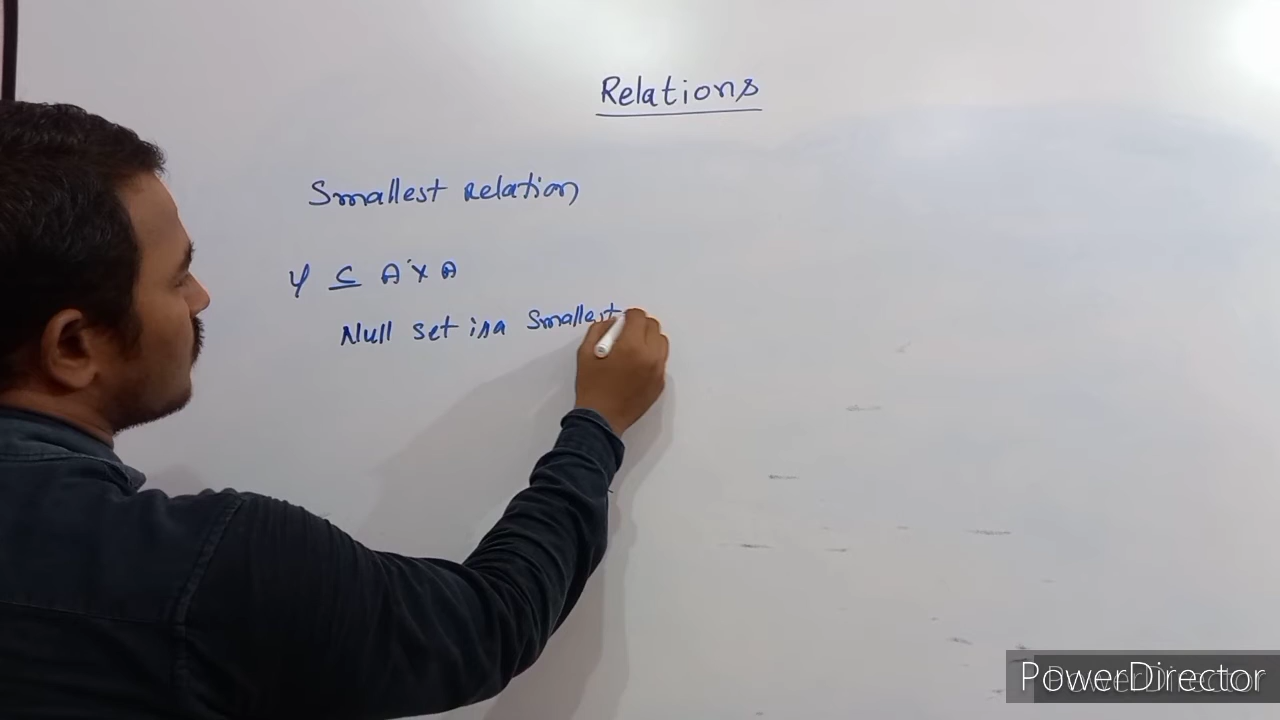 Relations
Smallest Relation
φ ⊆ A × A
Null set is a Smallest
PowerDirector